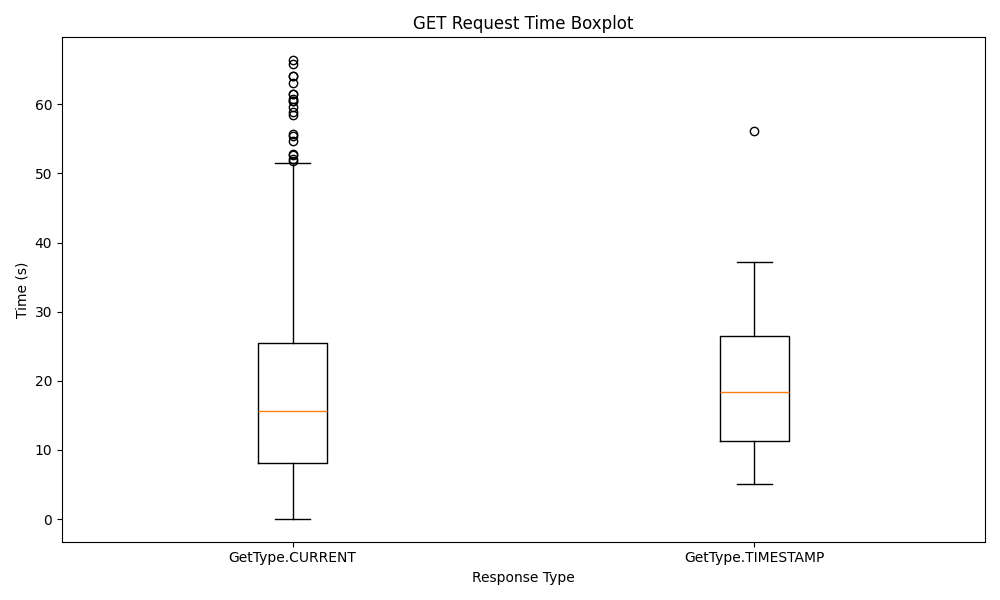 GET Request Time Boxplot
Time (s)
60
50
40
30
20
10
0
GetType.CURRENT
GetType.TIMESTAMP
Response Type